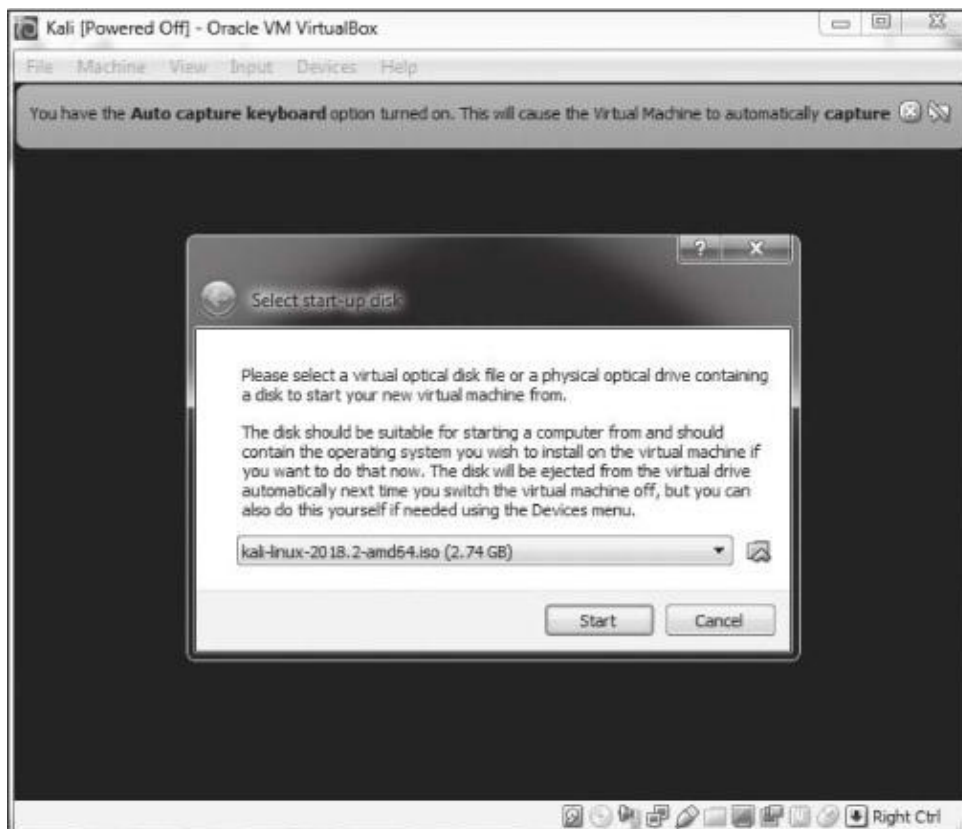 Kali [Powered Off] - Oracle VM VirtualBox
File Machine View Input Devices Help
You have the Auto capture keyboard option turned on. This will cause the Virtual Machine to automatically capture
?
Select start-up disk
Please select a virtual optical disk file or a physical optical drive containing
a disk to start your new virtual machine from.
The disk should be suitable for starting a computer from and should
contain the operating system you wish to install on the virtual machine if
you want to do that now. The disk will be ejected from the virtual drive
automatically next time you switch the virtual machine off, but you can
also do this yourself if needed using the Devices menu.
kali-linux-2018.2-amd64.iso (2.74 GB)
Start Cancel
Right Ctrl